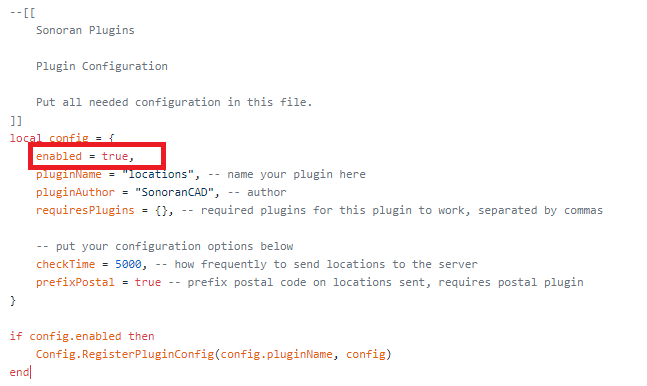 --[[
Sonoran Plugins
Plugin Configuration
Put all needed configuration in this file.
]]
local config = {
enabled = true,
pluginName = "locations", -- name your plugin here
pluginAuthor = "SonoranCAD", -- author
requiresPlugins = {}, -- required plugins for this plugin to work, separated by commas
-- put your configuration options below
checkTime = 5000, -- how frequently to send locations to the server
prefixPostal = true -- prefix postal code on locations sent, requires postal plugin
}
if config.enabled then
Config.RegisterPluginConfig(config.pluginName, config)
end